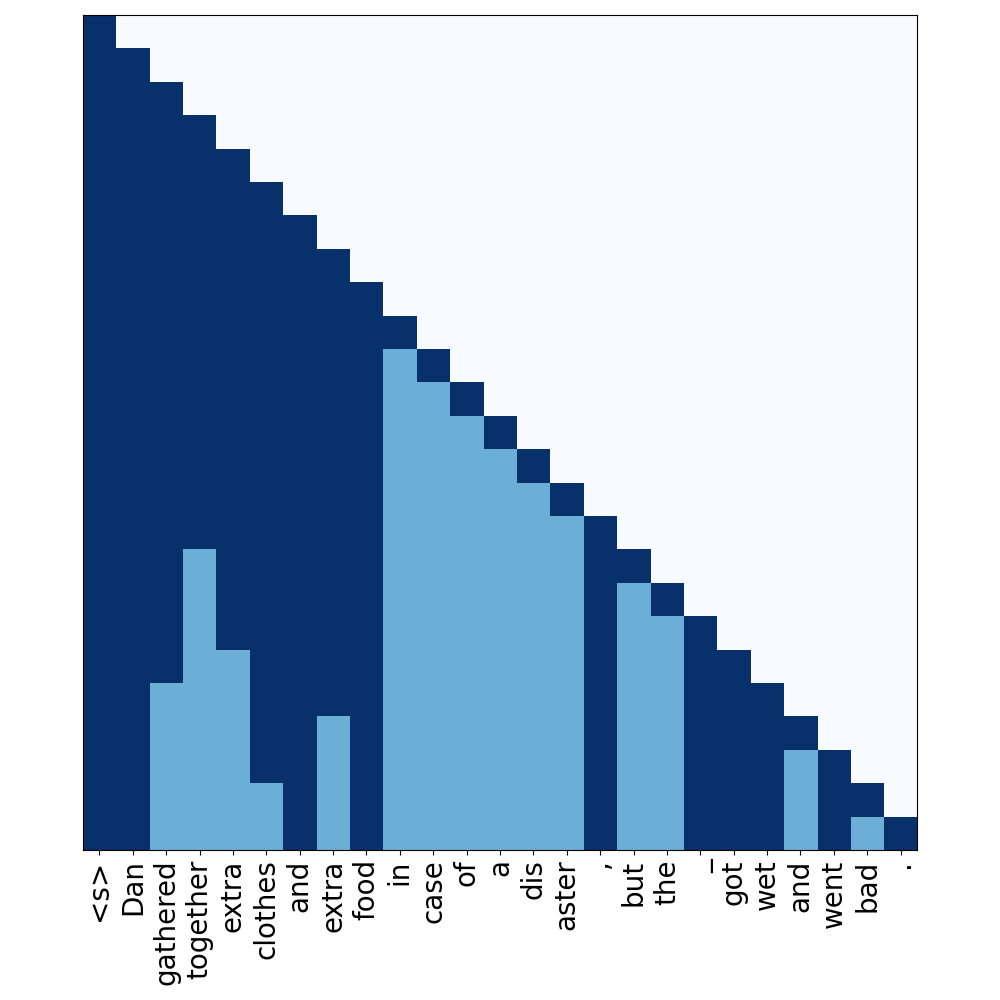 <s>
Dan
gathered
together
extra
clothes
and
extra
food
in
case
of
a
dis
aster
,
but
the
_
got
wet
and
went
bad
.